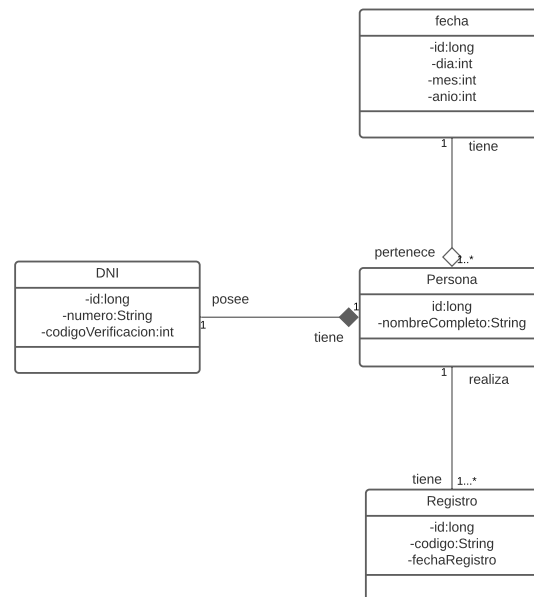 fecha
-id:long
-dia:int
-mes:int
-anio:int
1
tiene
pertenece
1..*
DNI
-id:long
-numero:String
-codigoVerificacion:int
posee
1
1
tiene
Persona
id:long
-nombreCompleto:String
1
realiza
tiene
1...*
Registro
-id:long
-codigo:String
-fechaRegistro